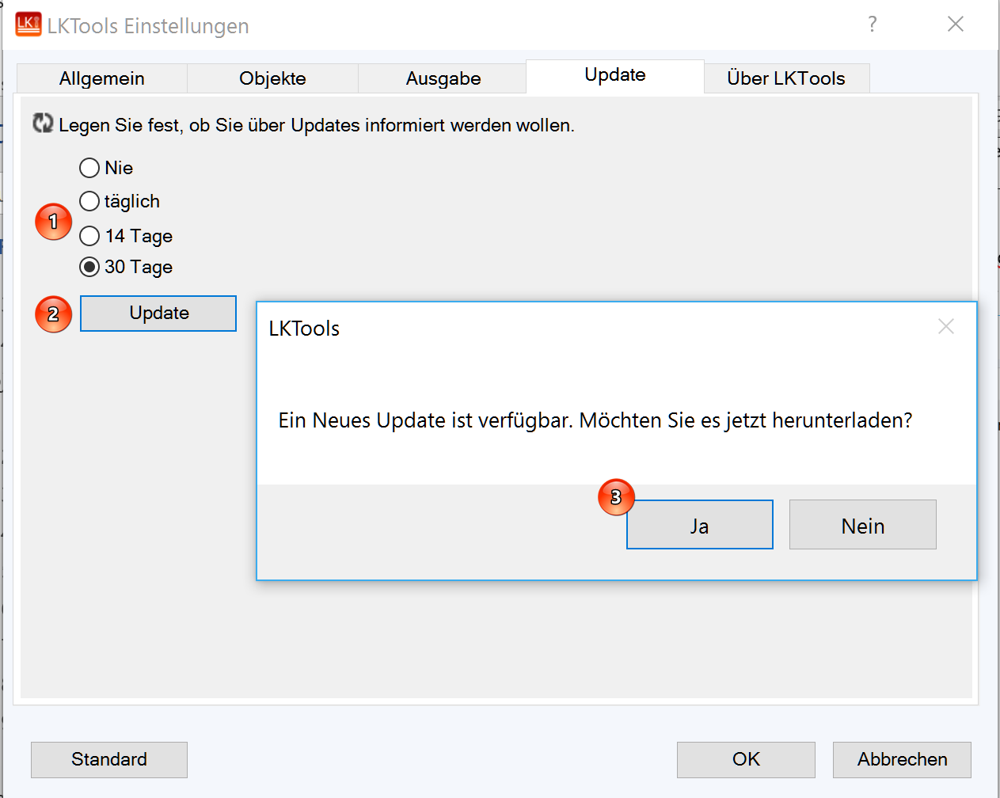 LK
LKTools Einstellungen
?
Allgemein
Objekte
Ausgabe
Update
Über LKTools
Legen Sie fest, ob Sie über Updates informiert werden wollen.
Nie
täglich
1
14 Tage
30 Tage
2
Update
LKTools
Ein Neues Update ist verfügbar. Möchten Sie es jetzt herunterladen?
3
Ja
Nein
Standard
OK
Abbrechen